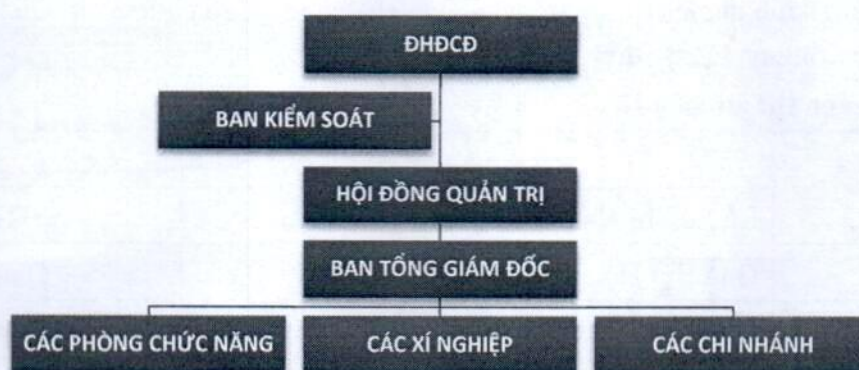 ĐHĐCĐ
BAN KIỂM SOÁT
HỘI ĐỒNG QUẢN TRỊ
BAN TỔNG GIÁM ĐỐC
CÁC PHÒNG CHỨC NĂNG
CÁC XÍ NGHIỆP
CÁC CHI NHÁNH